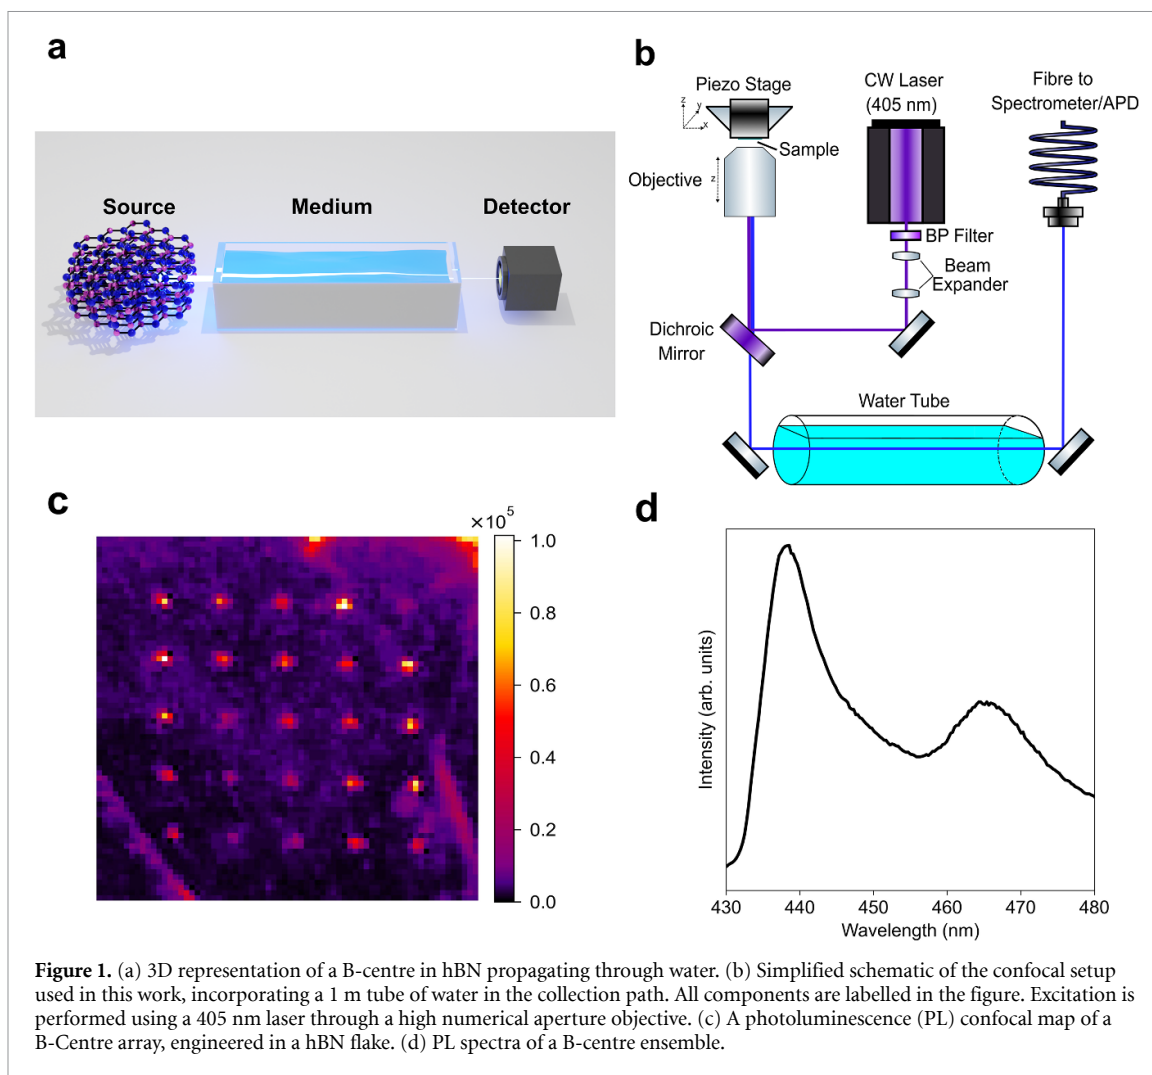 a
Source
Medium
Detector
b
Piezo Stage
z
y
x
Sample
Objective
z
CW Laser
(405 nm)
Fibre to
Spectrometer/APD
BP Filter
Beam
Expander
Dichroic
Mirror
Water Tube
c
×10⁵
1.0
0.8
0.6
0.4
0.2
0.0
d
Intensity (arb. units)
430 440 450 460 470 480
Wavelength (nm)
Figure 1. (a) 3D representation of a B-centre in hBN propagating through water. (b) Simplified schematic of the confocal setup
used in this work, incorporating a 1 m tube of water in the collection path. All components are labelled in the figure. Excitation is
performed using a 405 nm laser through a high numerical aperture objective. (c) A photoluminescence (PL) confocal map of a
B-Centre array, engineered in a hBN flake. (d) PL spectra of a B-centre ensemble.